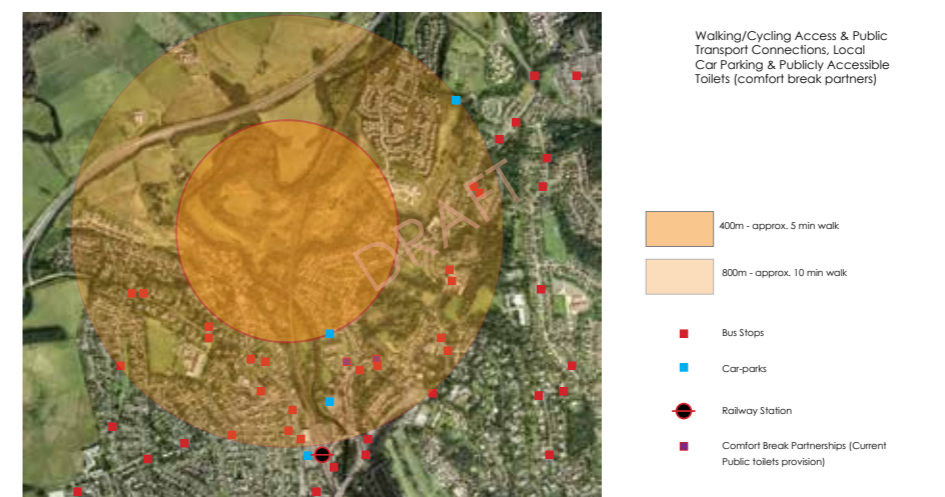 Walking/Cycling Access & Public
Transport Connections, Local
Car Parking & Publicly Accessible
Toilets (comfort break partners)
DRAFT
400m - approx. 5 min walk
800m - approx. 10 min walk
Bus Stops
Car-parks
Railway Station
Comfort Break Partnerships (Current
Public toilets provision)